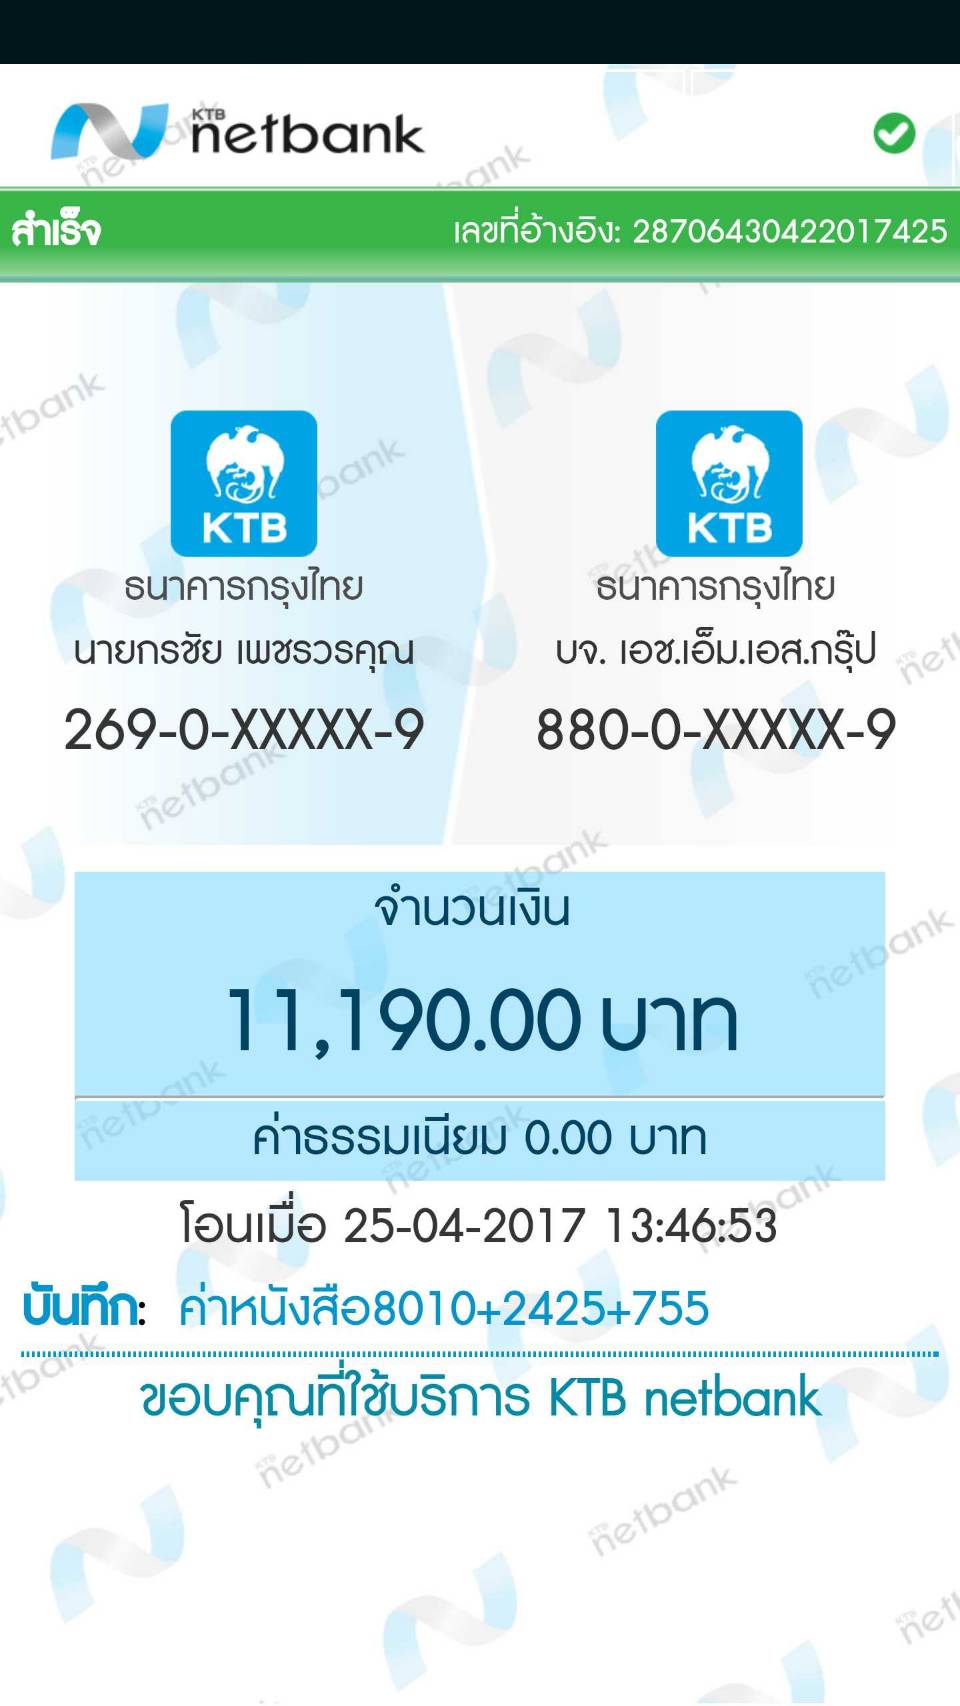 KTB
netbank
สำเร็จ เลขที่อ้างอิง: 28706430422017425
KTB KTB
ธนาคารกรุงไทย ธนาคารกรุงไทย
นายกรชัย เพชรวรคุณ บจ. เอช.เอ็ม.เอส.กรุ๊ป
269-0-XXXXX-9 880-0-XXXXX-9
จำนวนเงิน
11,190.00 บาท
ค่าธรรมเนียม 0.00 บาท
โอนเมื่อ 25-04-2017 13:46:53
บันทึก: ค่าหนังสือ8010+2425+755
ขอบคุณที่ใช้บริการ KTB netbank